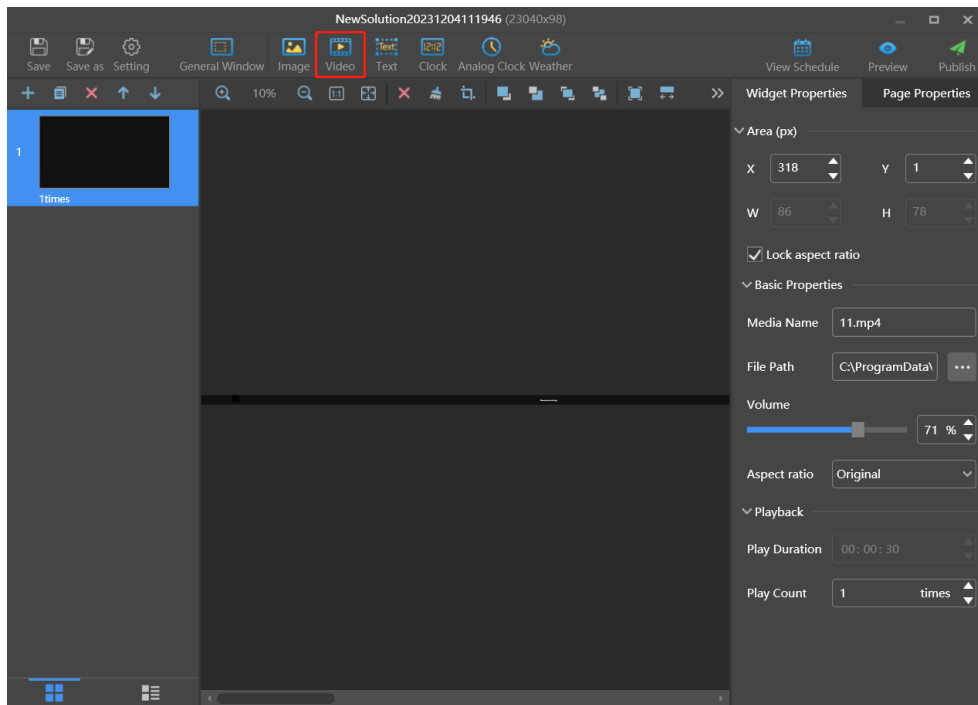 NewSolution20231204111946 (23040x98)
Save Save as Setting General Window Image Video Text Clock Analog Clock Weather View Schedule Preview Publish
10% 1:1 Widget Properties Page Properties
1
1times
Area (px)
X 318 Y 1
W 86 H 78
Lock aspect ratio
Basic Properties
Media Name 11.mp4
File Path C:\ProgramData\ ...
Volume
71 %
Aspect ratio Original
Playback
Play Duration 00: 00: 30
Play Count 1 times